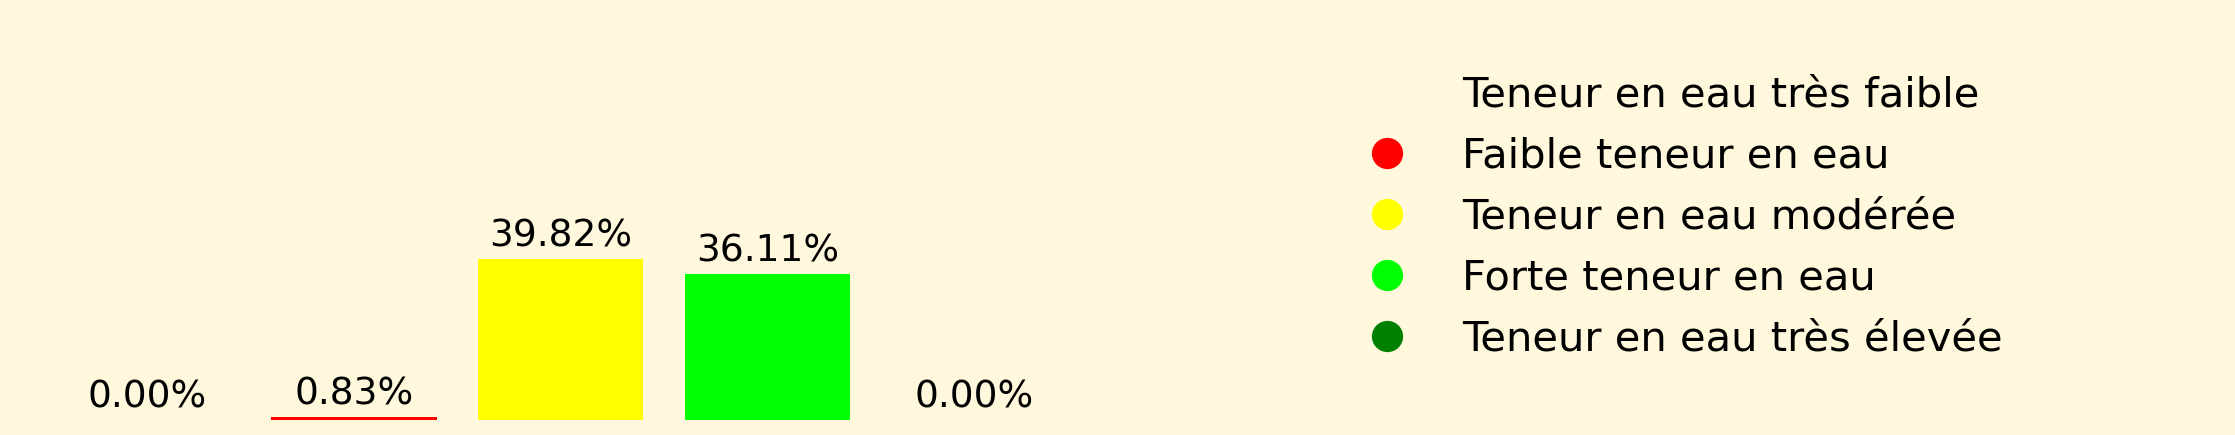 0.00%
0.83%
39.82%
36.11%
0.00%
Teneur en eau très faible
Faible teneur en eau
Teneur en eau modérée
Forte teneur en eau
Teneur en eau très élevée